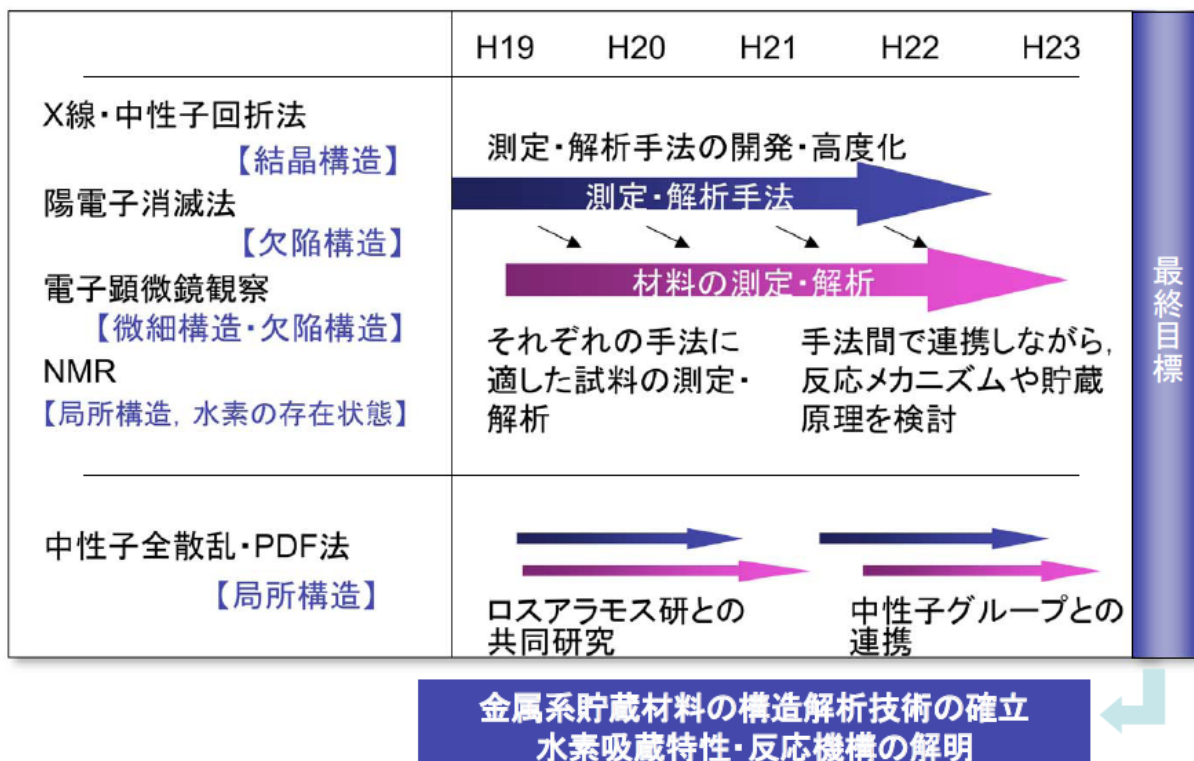 H19 H20 H21 H22 H23
X線・中性子回折法
【結晶構造】
陽電子消滅法
【欠陥構造】
電子顕微鏡観察
【微細構造・欠陥構造】
NMR
【局所構造, 水素の存在状態】
測定・解析手法の開発・高度化
測定・解析手法
材料の測定・解析
それぞれの手法に
適した試料の測定・
解析
手法間で連携しながら,
反応メカニズムや貯蔵
原理を検討
中性子全散乱・PDF法
【局所構造】
ロスアラモス研との
共同研究
中性子グループとの
連携
最終目標
金属系貯蔵材料の構造解析技術の確立
水素吸蔵特性・反応機構の解明